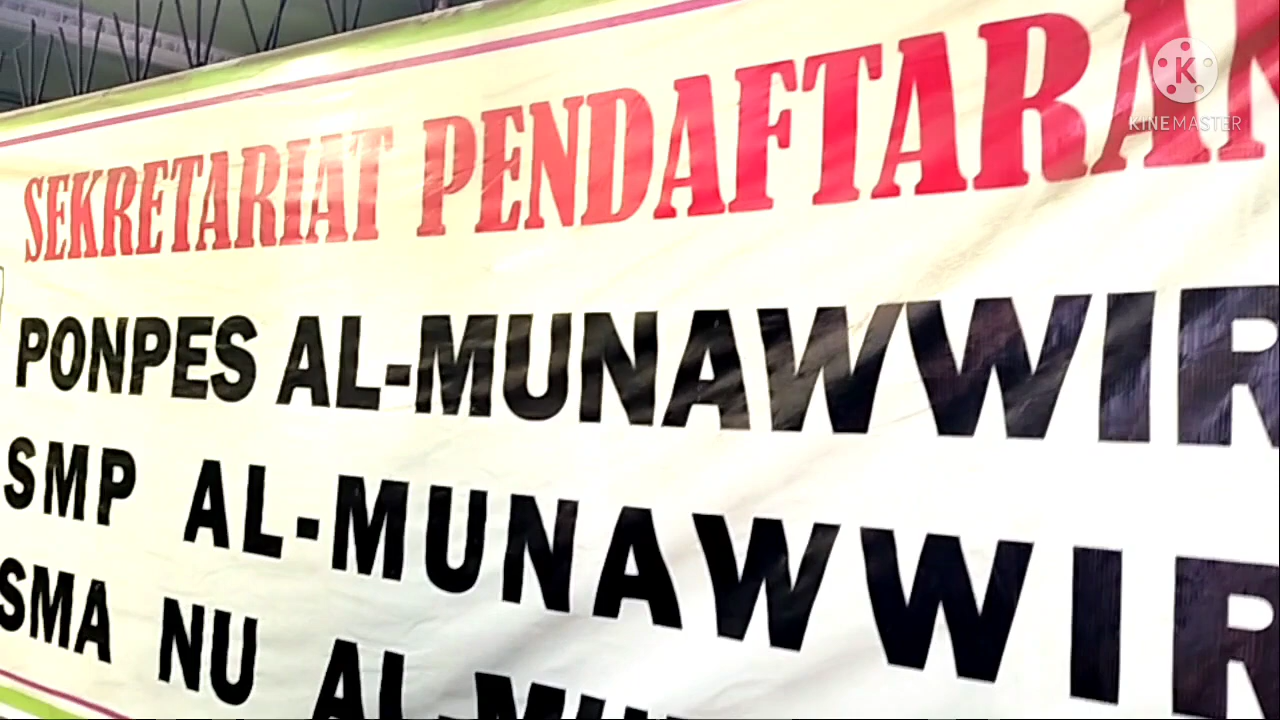 SEKRETARIAT PENDAFTARAN
PONPES AL-MUNAWWIR
SMP AL-MUNAWWIR
SMA NU
K
KINEMASTER